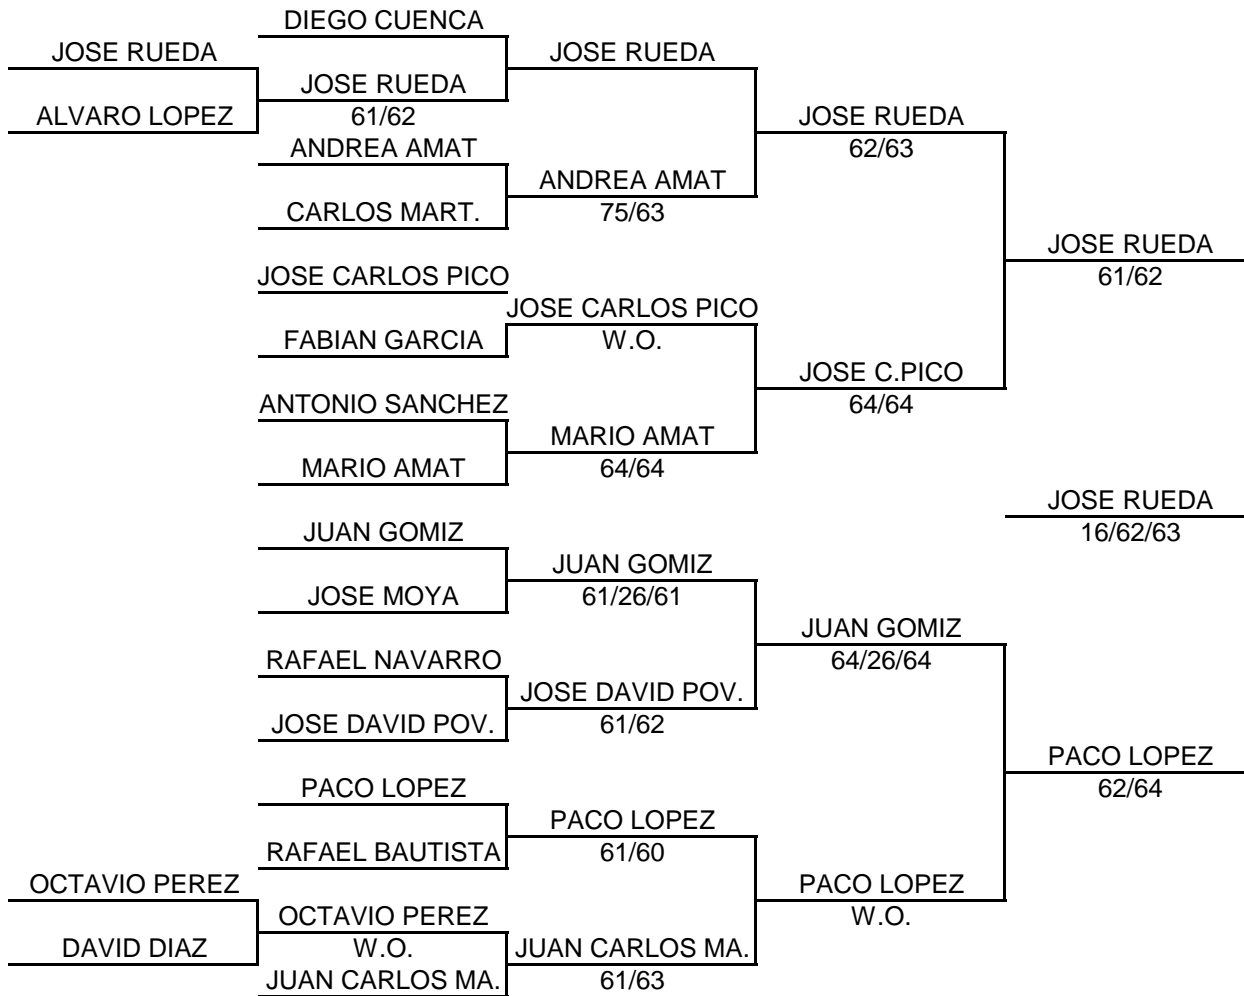 DIEGO CUENCA
JOSE RUEDA
JOSE RUEDA
JOSE RUEDA
ALVARO LOPEZ
61/62
JOSE RUEDA
62/63
ANDREA AMAT
ANDREA AMAT
75/63
CARLOS MART.
JOSE RUEDA
61/62
JOSE CARLOS PICO
JOSE CARLOS PICO
W.O.
FABIAN GARCIA
JOSE C.PICO
64/64
ANTONIO SANCHEZ
MARIO AMAT
64/64
MARIO AMAT
JOSE RUEDA
16/62/63
JUAN GOMIZ
JUAN GOMIZ
61/26/61
JOSE MOYA
JUAN GOMIZ
64/26/64
RAFAEL NAVARRO
JOSE DAVID POV.
61/62
JOSE DAVID POV.
PACO LOPEZ
62/64
PACO LOPEZ
PACO LOPEZ
61/60
RAFAEL BAUTISTA
OCTAVIO PEREZ
PACO LOPEZ
W.O.
OCTAVIO PEREZ
W.O.
DAVID DIAZ
JUAN CARLOS MA.
61/63
JUAN CARLOS MA.